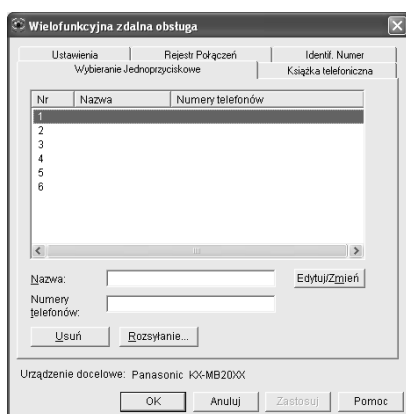 Wielofunkcyjna zdalna obsługa
Ustawienia Rejestr Połączeń Identif. Numer
Wybieranie Jednoprzyciskowe Książka telefoniczna
Nr Nazwa Numery telefonów
1
2
3
4
5
6
Nazwa: Edytuj/Zmień
Numery
telefonów:
Usuń Rozsyłanie...
Urządzenie docelowe: Panasonic KX-MB20XX
OK Anuluj Zastosuj Pomoc